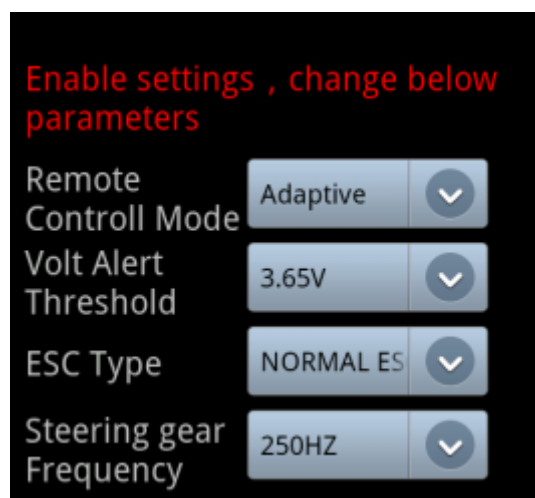 Enable settings , change below
parameters
Remote
Controll Mode
Adaptive
Volt Alert
Threshold
3.65V
ESC Type
NORMAL ES
Steering gear
Frequency
250HZ